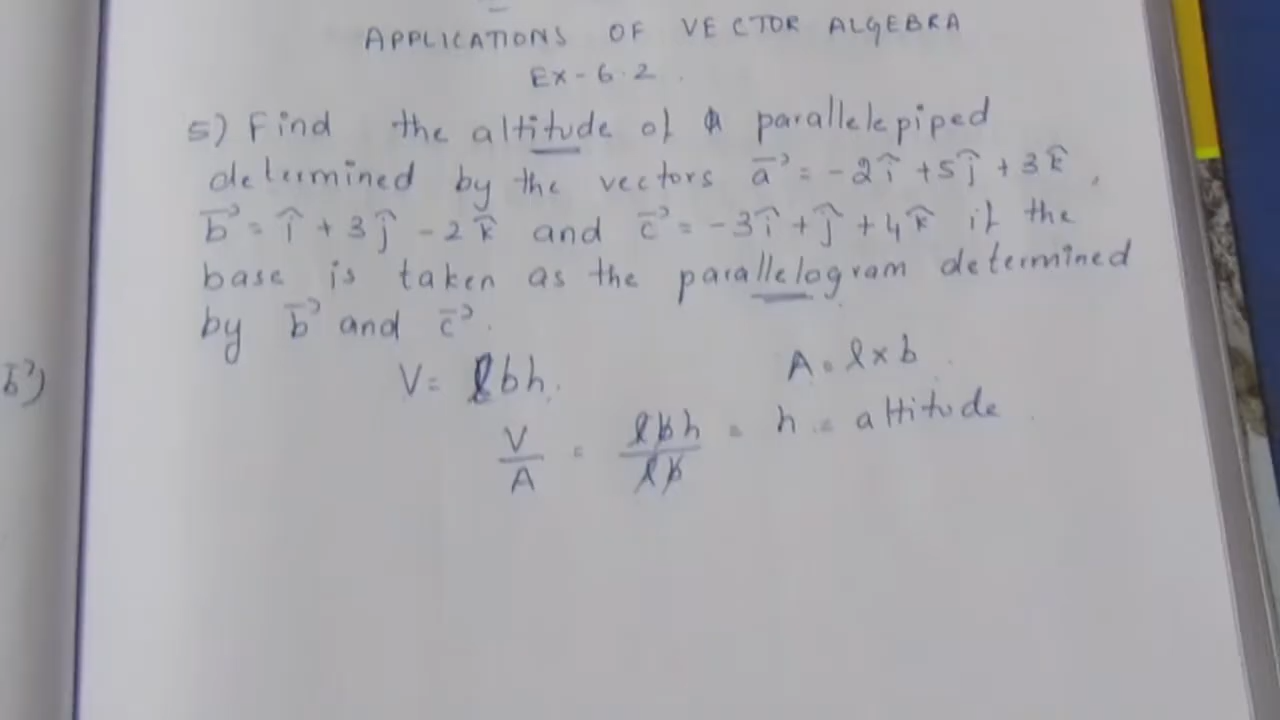 APPLICATIONS OF VECTOR ALGEBRA
EX-6.2.
5) Find the altitude of a parallelepiped
determined by the vectors a⃗ = -2î + 5ĵ + 3k̂,
b⃗ = î + 3ĵ - 2k̂ and c⃗ = -3î + ĵ + 4k̂ if the
base is taken as the parallelogram determined
by b⃗ and c⃗.
b⃗)
V = lbh. A = l×b.
V/A = lbh/lb = h = altitude.